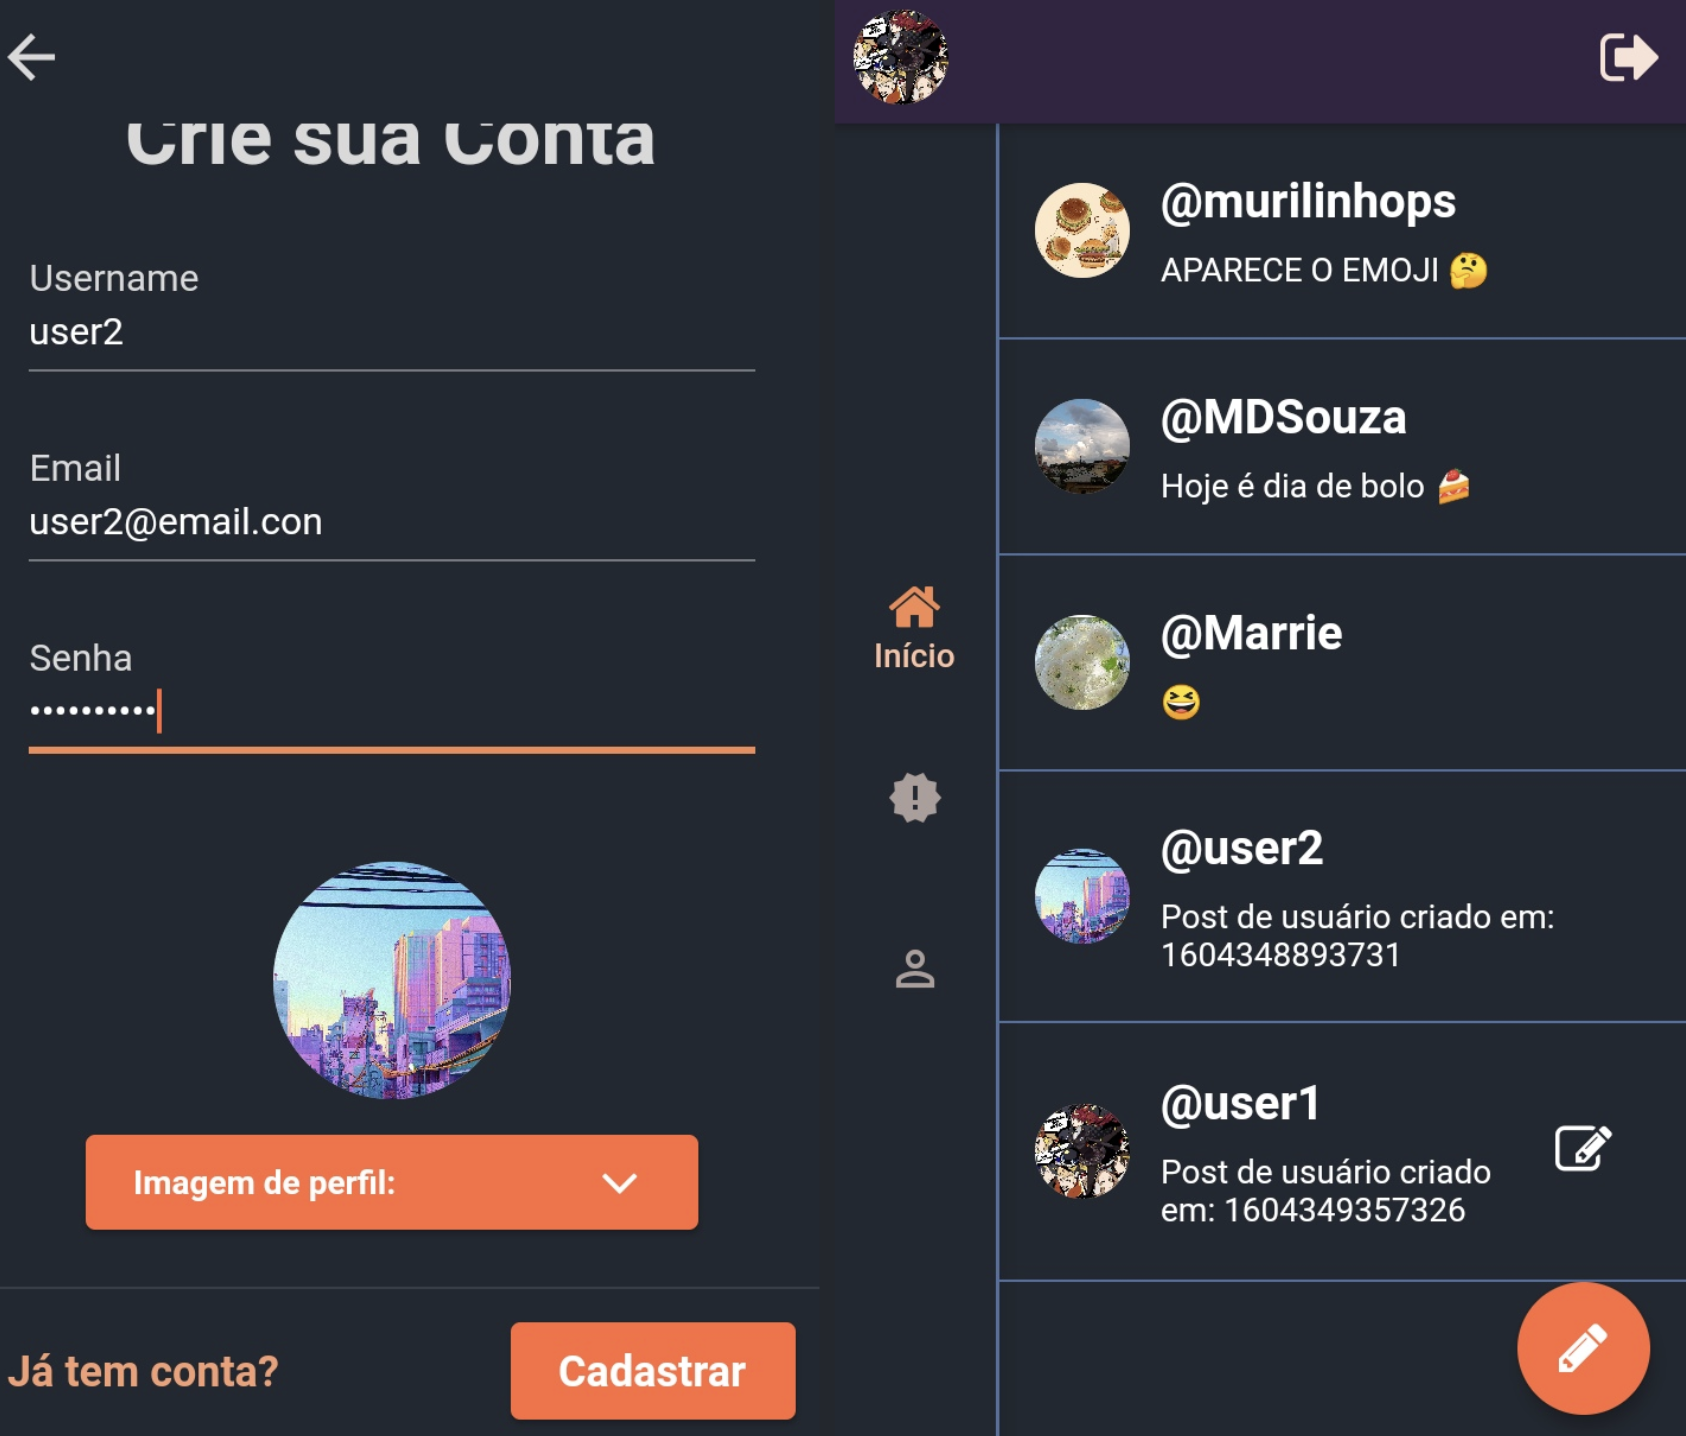 Crie sua Conta
Username
user2
Email
user2@email.con
Senha
••••••••••
Imagem de perfil:
Já tem conta?
Cadastrar
Início
@murilinhops
APARECE O EMOJI 🤔
@MDSouza
Hoje é dia de bolo 🍰
@Marrie
😆
@user2
Post de usuário criado em:
1604348893731
@user1
Post de usuário criado
em: 1604349357326